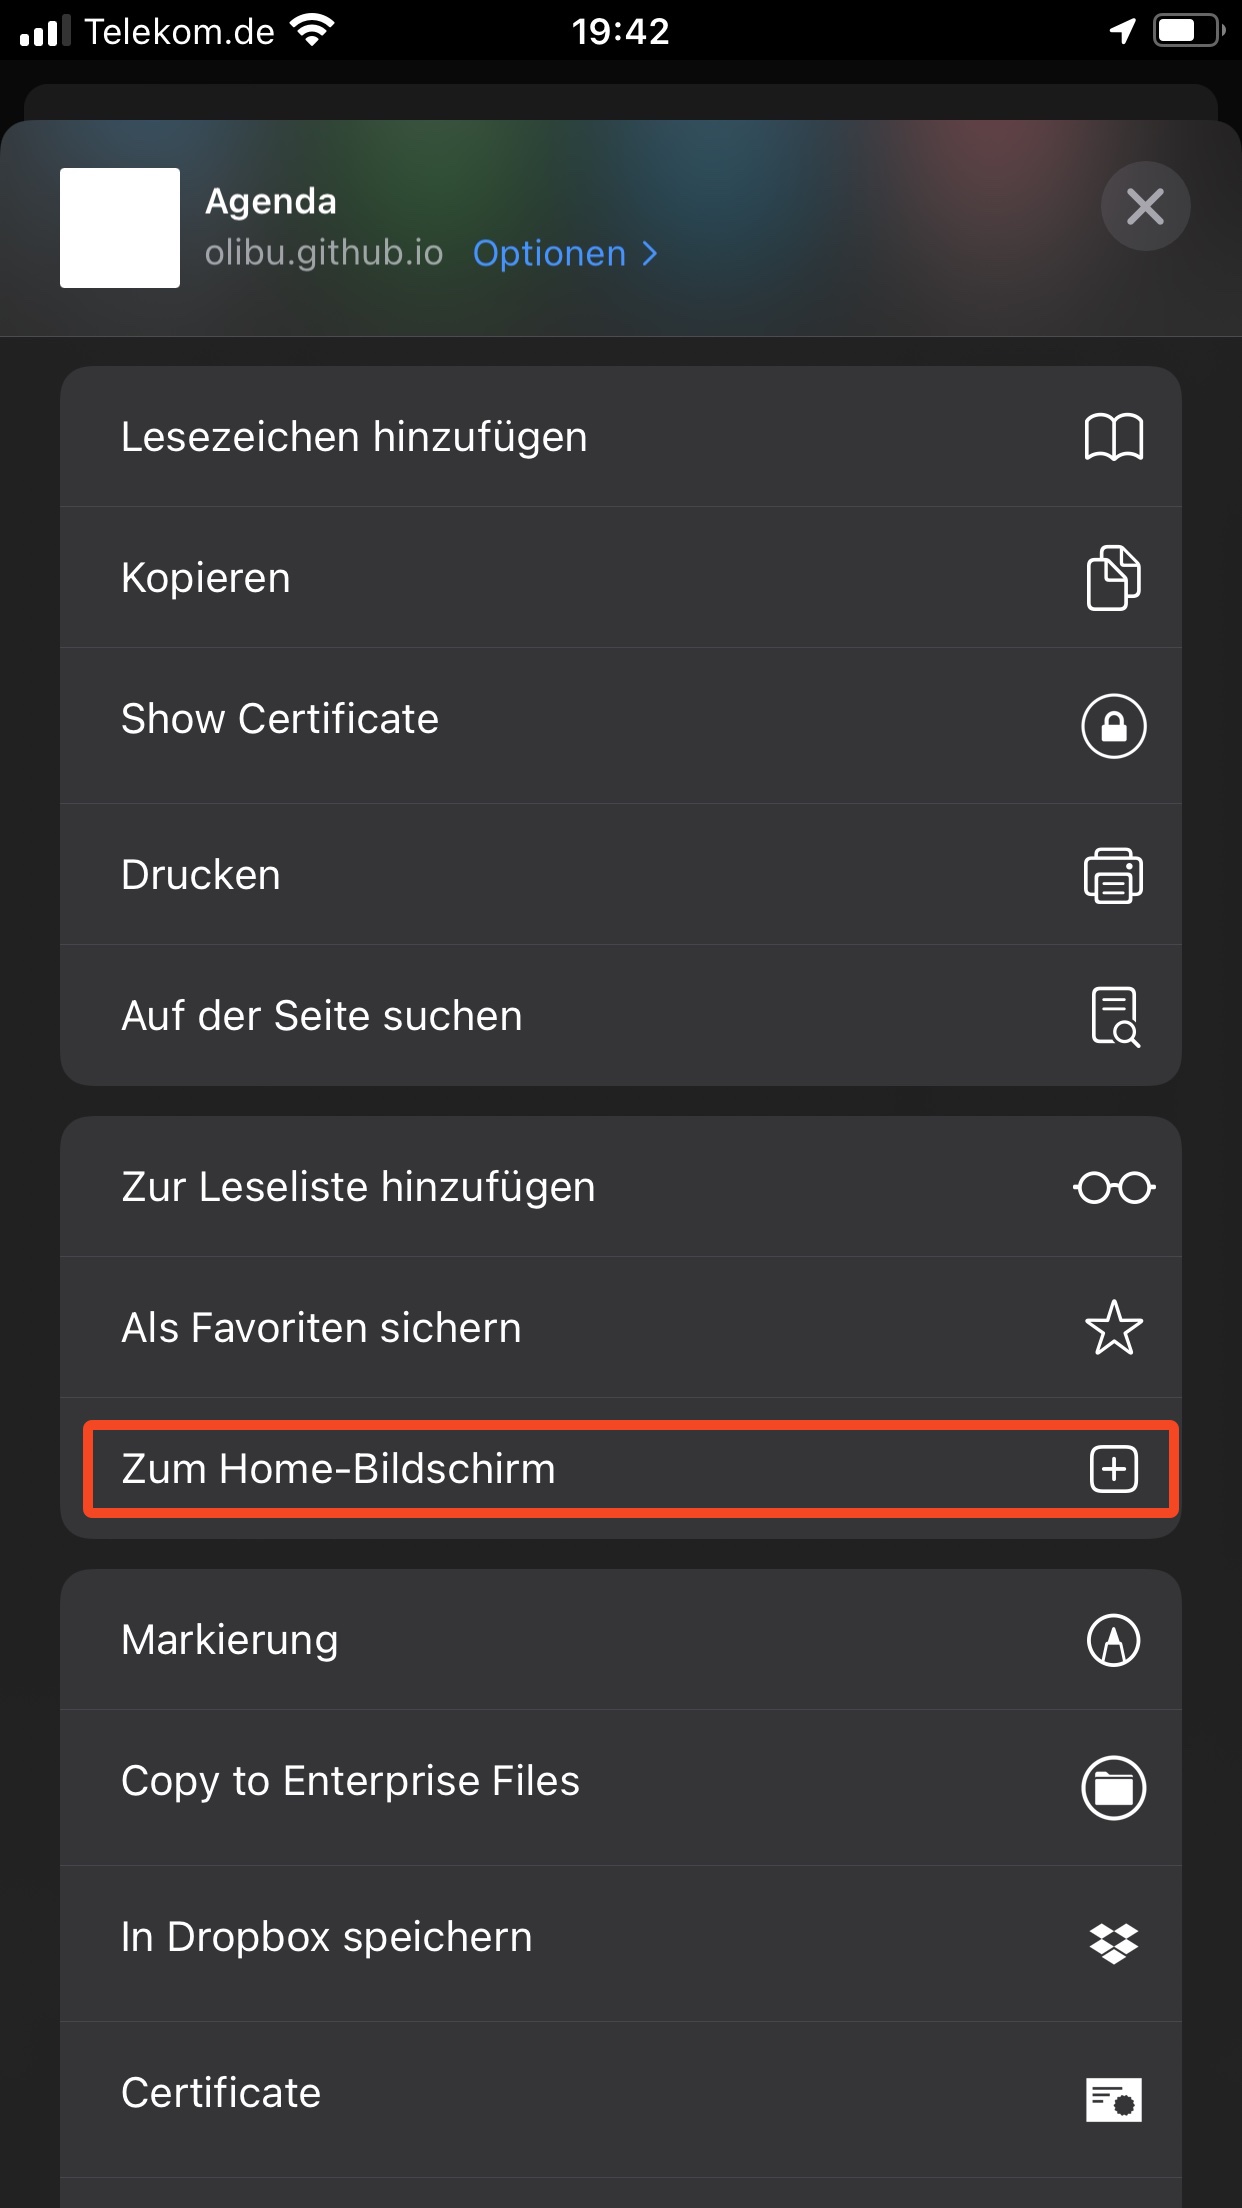 Telekom.de 19:42
Agenda
olibu.github.io Optionen
Lesezeichen hinzufügen
Kopieren
Show Certificate
Drucken
Auf der Seite suchen
Zur Leseliste hinzufügen
Als Favoriten sichern
Zum Home-Bildschirm
Markierung
Copy to Enterprise Files
In Dropbox speichern
Certificate